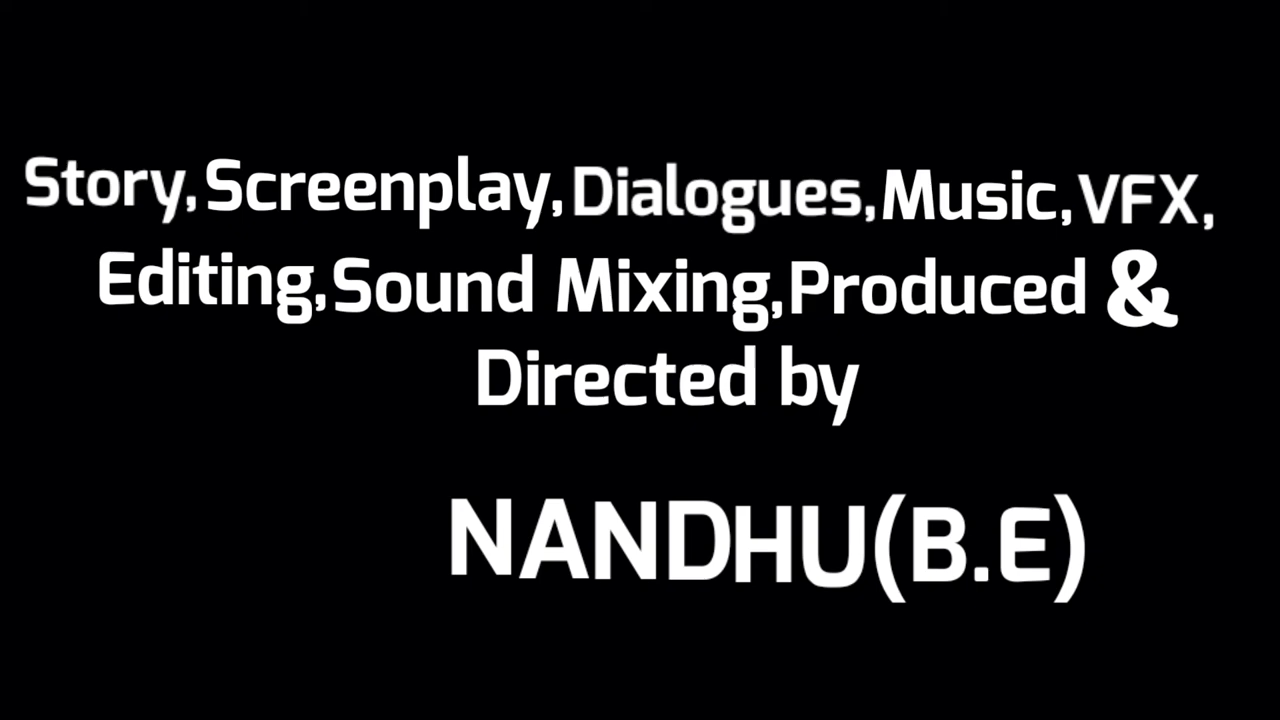 Story,Screenplay,Dialogues,Music,VFX,
Editing,Sound Mixing,Produced &
Directed by
NANDHU(B.E)